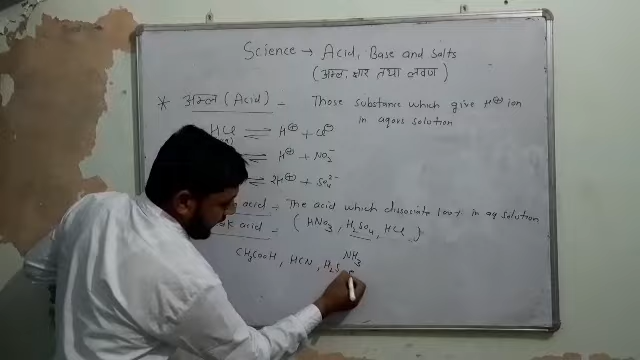 Science → Acid, Base and Salts
(अम्ल, क्षार तथा लवण)
* अम्ल (Acid) - Those substance which give H⊕ ion
in aqous solution
HCl ⇌ H⊕ + Cl⊖
⇌ H⊕ + NO₃⁻
⇌ 2H⊕ + SO₄²⁻
acid - The acid which dissociate 100% in aq solution
acid - (HNO₃, H₂SO₄, HCl)
CH₃COOH, HCN, H₂S
NH₃